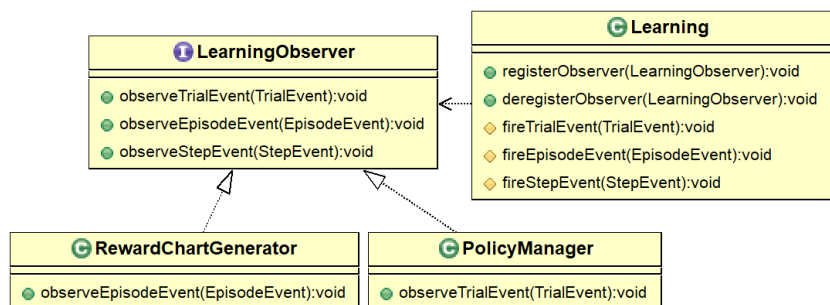 I LearningObserver
observeTrialEvent(TrialEvent):void
observeEpisodeEvent(EpisodeEvent):void
observeStepEvent(StepEvent):void
C Learning
registerObserver(LearningObserver):void
deregisterObserver(LearningObserver):void
fireTrialEvent(TrialEvent):void
fireEpisodeEvent(EpisodeEvent):void
fireStepEvent(StepEvent):void
C RewardChartGenerator
observeEpisodeEvent(EpisodeEvent):void
C PolicyManager
observeTrialEvent(TrialEvent):void